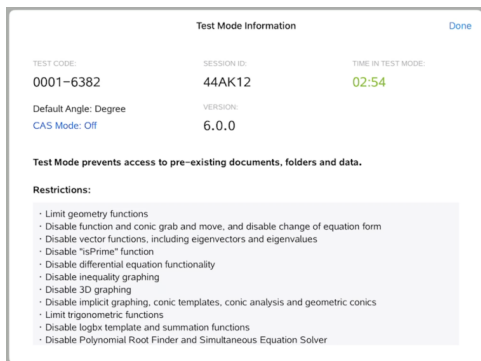 Test Mode Information Done
TEST CODE: SESSION ID: TIME IN TEST MODE:
0001-6382 44AK12 02:54
Default Angle: Degree VERSION:
CAS Mode: Off 6.0.0
Test Mode prevents access to pre-existing documents, folders and data.
Restrictions:
· Limit geometry functions
· Disable function and conic grab and move, and disable change of equation form
· Disable vector functions, including eigenvectors and eigenvalues
· Disable "isPrime" function
· Disable differential equation functionality
· Disable inequality graphing
· Disable 3D graphing
· Disable implicit graphing, conic templates, conic analysis and geometric conics
· Limit trigonometric functions
· Disable logbx template and summation functions
· Disable Polynomial Root Finder and Simultaneous Equation Solver